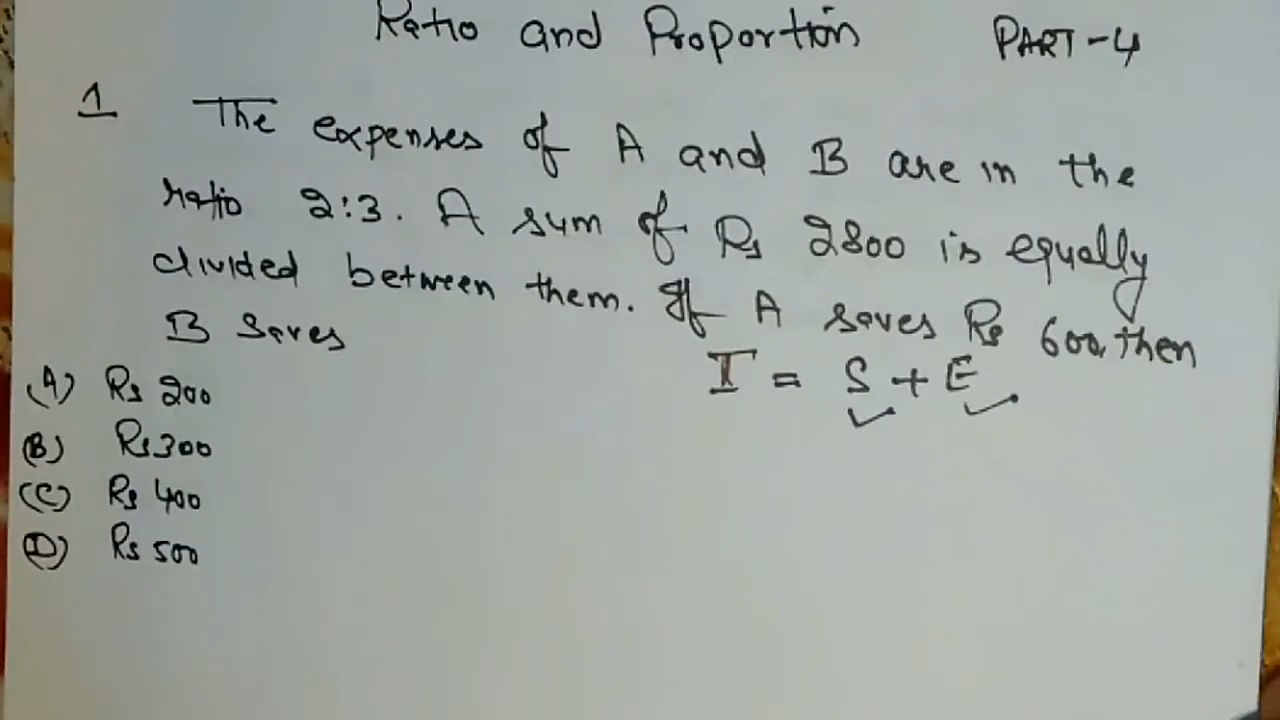 Ratio and Proportion PART-4
1 The expenses of A and B are in the
ratio 2:3. A sum of Rs 2800 is equally
divided between them. If A saves Rs 600, then
B saves
I = S + E
(A) Rs 200
(B) Rs 300
(C) Rs 400
(D) Rs 500